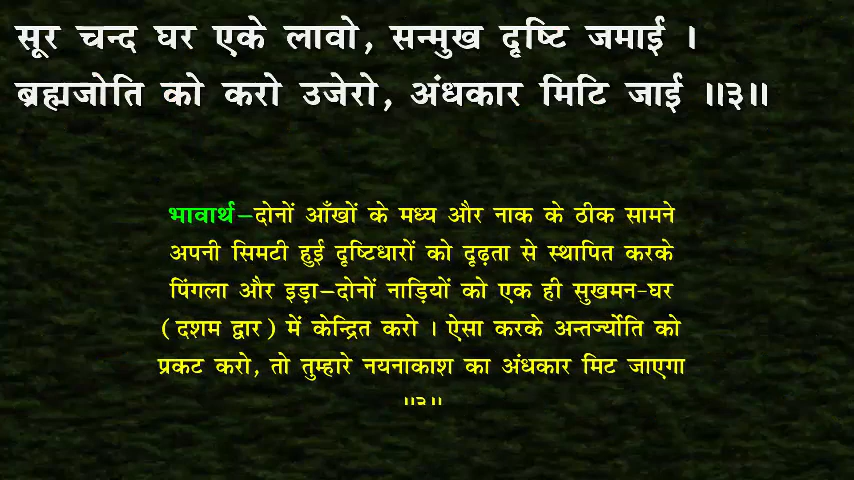 सूर चन्द घर एके लावो, सन्मुख दृष्टि जमाई ।
ब्रह्मजोति को करो उजेरो, अंधकार मिटि जाई ॥३॥
भावार्थ–दोनों आँखों के मध्य और नाक के ठीक सामने
अपनी सिमटी हुई दृष्टिधारों को दृढ़ता से स्थापित करके
पिंगला और इड़ा–दोनों नाड़ियों को एक ही सुखमन-घर
(दशम द्वार) में केन्द्रित करो । ऐसा करके अन्तर्ज्योति को
प्रकट करो, तो तुम्हारे नयनाकाश का अंधकार मिट जाएगा
॥३॥